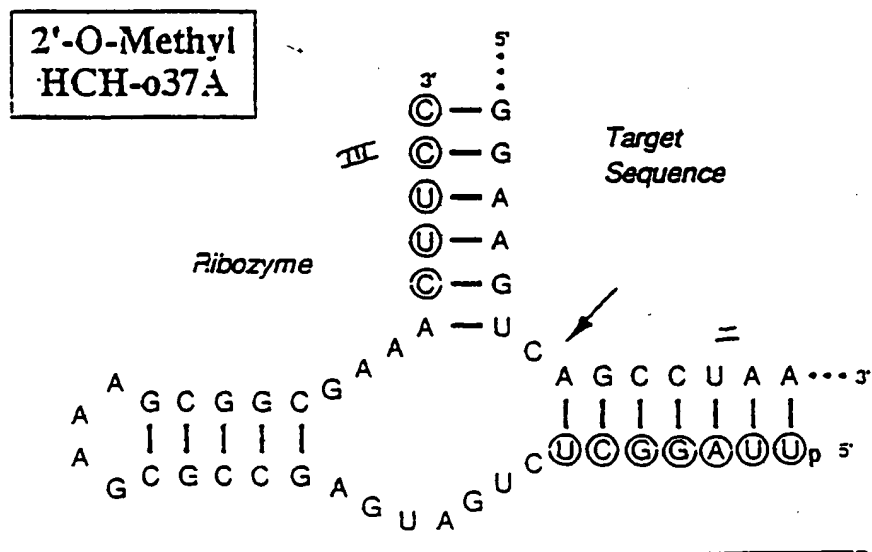 2'-O-Methyl
HCH-o37A
5'
3'
C — G
III C — G
Target
Sequence
U — A
U — A
Ribozyme
C — G
A — U
A A G C G G C G A A C A G C C U A A ••• 3'
A A G C G C C G A G U A G U C U C G G A U U p 5'